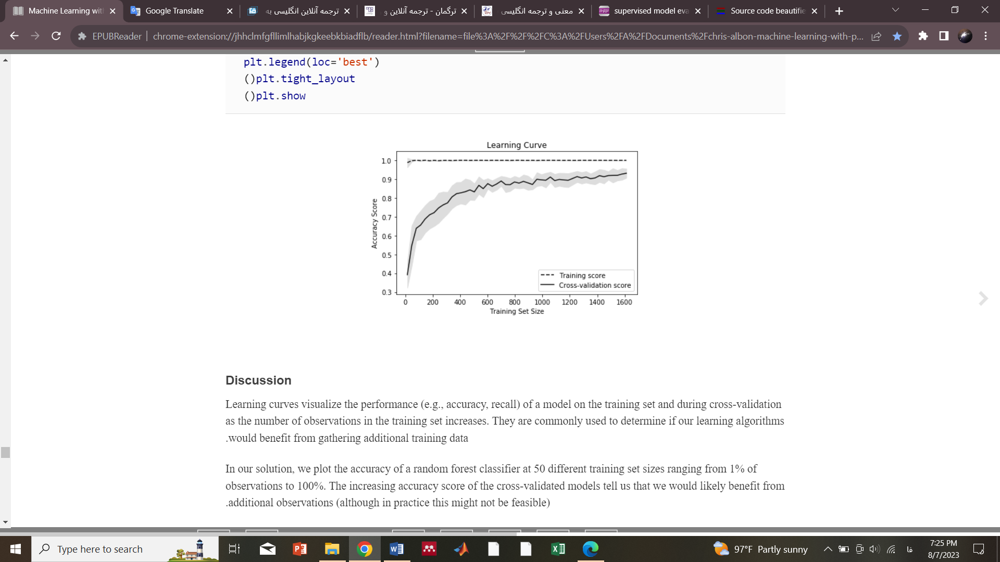 Machine Learning wit
Google Translate
ترجمه آنلاین انگلیسی به
ترگمان - ترجمه آنلاین و
معنی و ترجمه انگلیسی
supervised model eva
Source code beautifie
EPUBReader
chrome-extension://jhhclmfgfllimlhabjkgkeebkbiadflb/reader.html?filename=file%3A%2F%2F%2FC%3A%2FUsers%2FA%2FDocuments%2Fchris-albon-machine-learning-with-p...
plt.legend(loc='best')
()plt.tight_layout
()plt.show
Learning Curve
1.0
0.9
0.8
0.7
0.6
0.5
0.4
0.3
Accuracy Score
Training score
Cross-validation score
0 200 400 600 800 1000 1200 1400 1600
Training Set Size
Discussion
Learning curves visualize the performance (e.g., accuracy, recall) of a model on the training set and during cross-validation
as the number of observations in the training set increases. They are commonly used to determine if our learning algorithms
.would benefit from gathering additional training data
In our solution, we plot the accuracy of a random forest classifier at 50 different training set sizes ranging from 1% of
observations to 100%. The increasing accuracy score of the cross-validated models tell us that we would likely benefit from
.additional observations (although in practice this might not be feasible)
Type here to search
97°F Partly sunny
فا
7:25 PM
8/7/2023